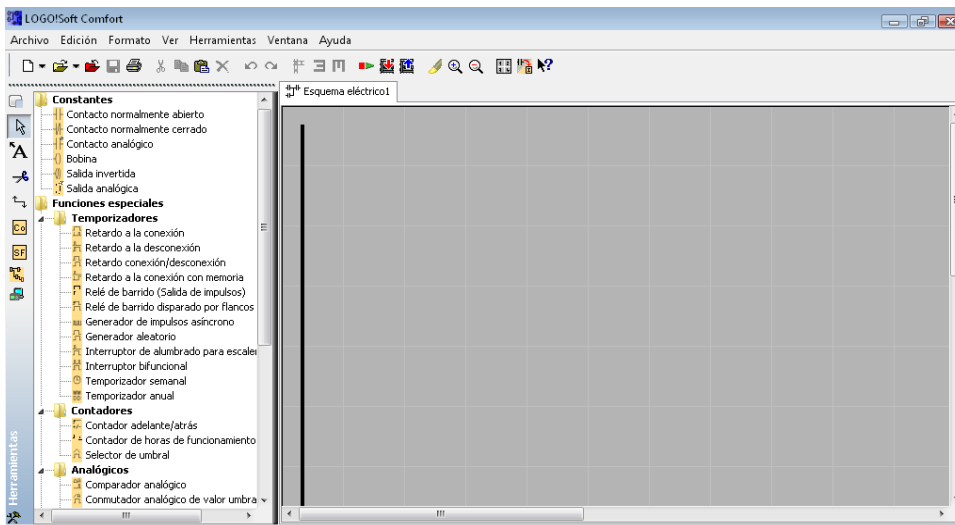 LOGO!Soft Comfort
Archivo Edición Formato Ver Herramientas Ventana Ayuda
Esquema eléctrico1
Constantes
Contacto normalmente abierto
Contacto normalmente cerrado
Contacto analógico
Bobina
Salida invertida
Salida analógica
Funciones especiales
Temporizadores
Retardo a la conexión
Retardo a la desconexión
Retardo conexión/desconexión
Retardo a la conexión con memoria
Relé de barrido (Salida de impulsos)
Relé de barrido disparado por flancos
Generador de impulsos asíncrono
Generador aleatorio
Interruptor de alumbrado para escaler
Interruptor bifuncional
Temporizador semanal
Temporizador anual
Contadores
Contador adelante/atrás
Contador de horas de funcionamiento
Selector de umbral
Analógicos
Comparador analógico
Conmutador analógico de valor umbra
A
Co
SF
Herramientas